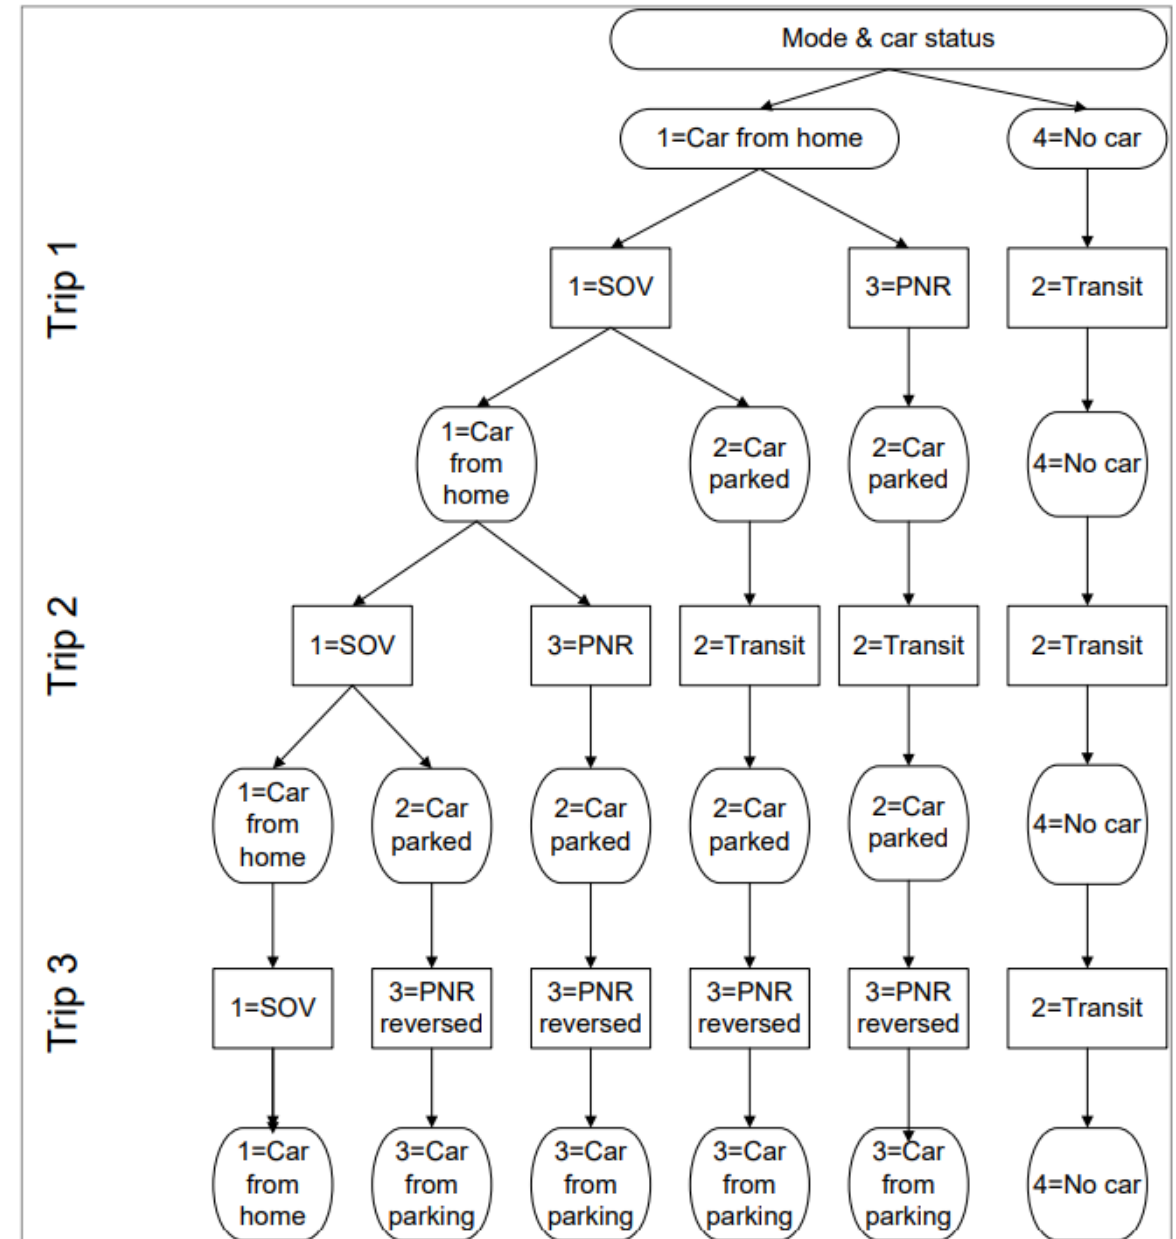 Mode & car status
1=Car from home
4=No car
Trip 1
1=SOV
3=PNR
2=Transit
1=Car
from
home
2=Car
parked
2=Car
parked
4=No car
Trip 2
1=SOV
3=PNR
2=Transit
2=Transit
2=Transit
1=Car
from
home
2=Car
parked
2=Car
parked
2=Car
parked
2=Car
parked
4=No car
Trip 3
1=SOV
3=PNR
reversed
3=PNR
reversed
3=PNR
reversed
3=PNR
reversed
2=Transit
1=Car
from
home
3=Car
from
parking
3=Car
from
parking
3=Car
from
parking
3=Car
from
parking
4=No car